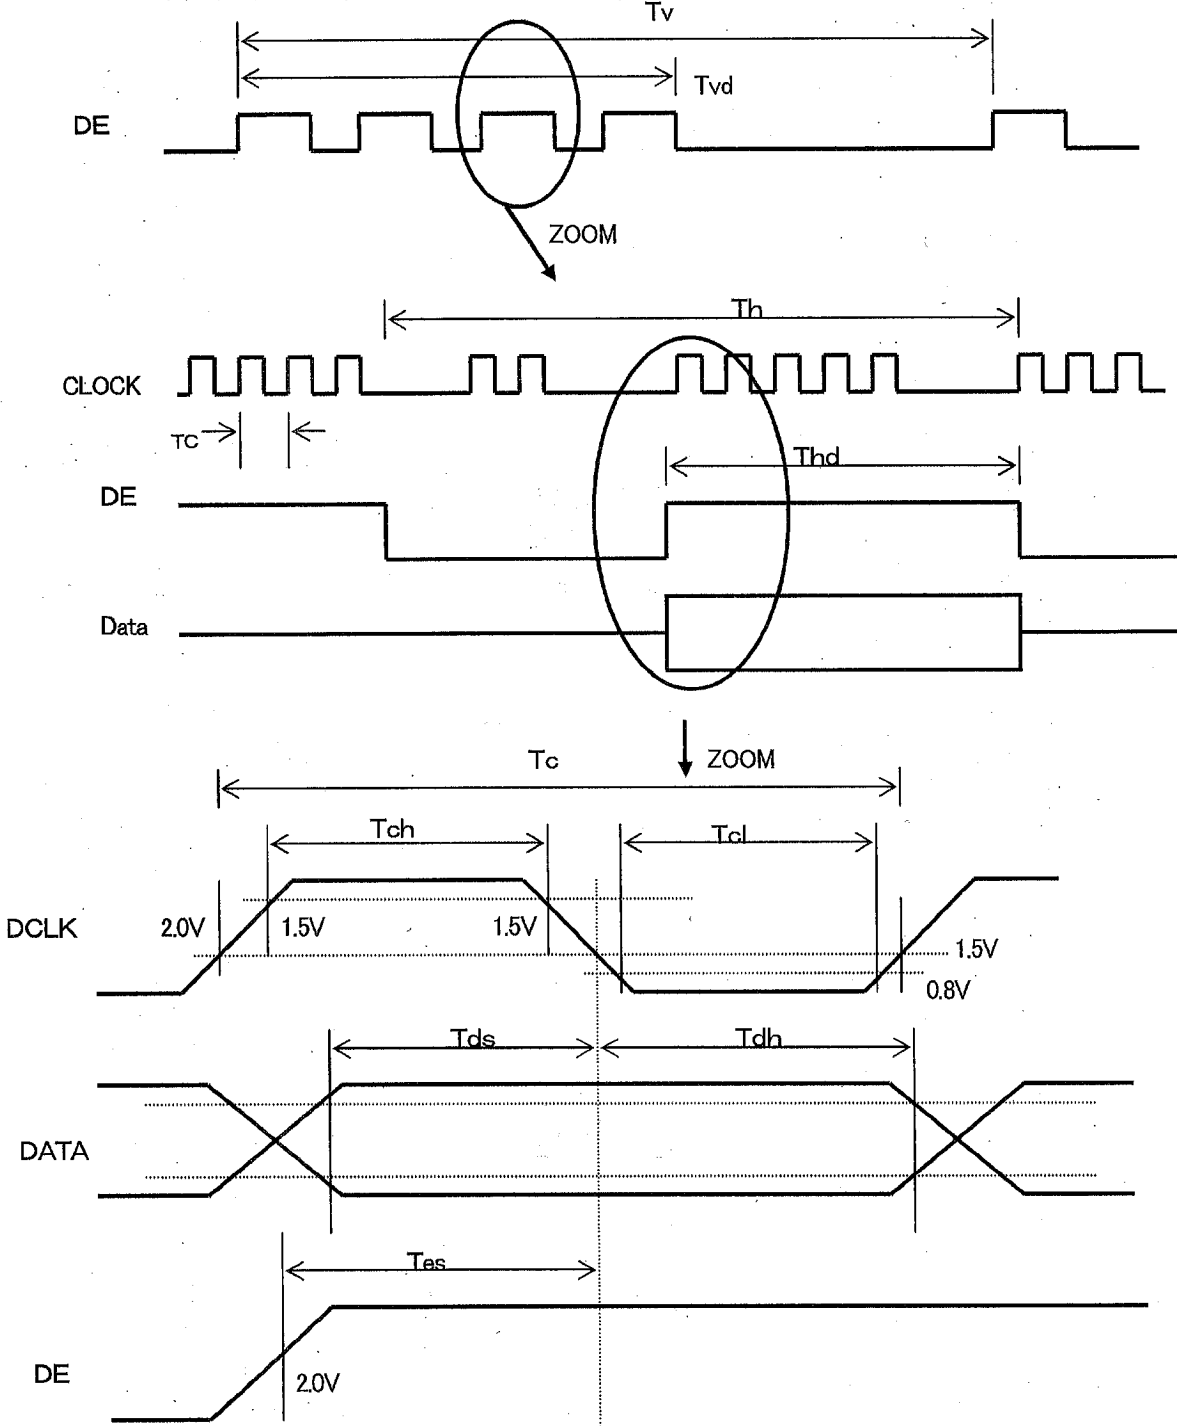 Tv
Tvd
DE
ZOOM
Th
CLOCK
TC
Thd
DE
Data
ZOOM
Tc
Tch
Tcl
DCLK
2.0V
1.5V
1.5V
1.5V
0.8V
Tds
Tdh
DATA
Tes
DE
2.0V